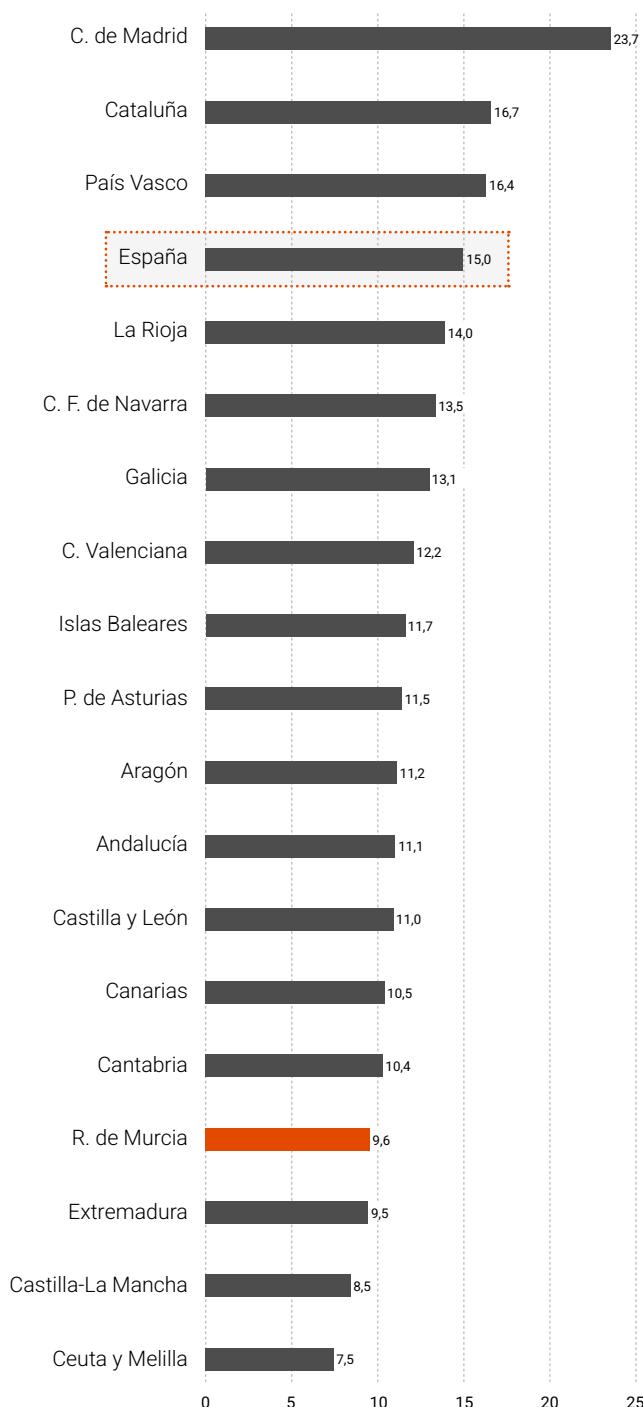 C. de Madrid 23,7
Cataluña 16,7
País Vasco 16,4
España 15,0
La Rioja 14,0
C. F. de Navarra 13,5
Galicia 13,1
C. Valenciana 12,2
Islas Baleares 11,7
P. de Asturias 11,5
Aragón 11,2
Andalucía 11,1
Castilla y León 11,0
Canarias 10,5
Cantabria 10,4
R. de Murcia 9,6
Extremadura 9,5
Castilla-La Mancha 8,5
Ceuta y Melilla 7,5
0 5 10 15 20 25